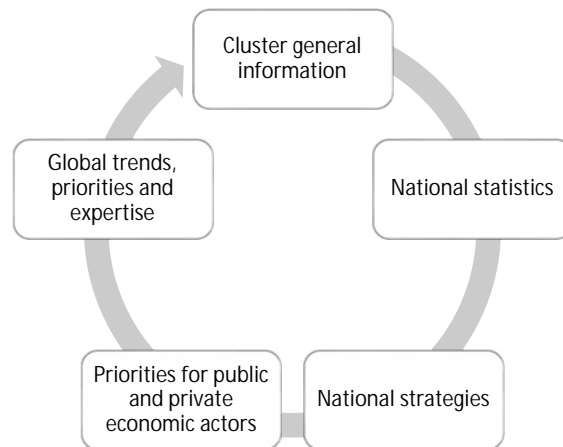 Cluster general
information
National statistics
National strategies
Priorities for public
and private
economic actors
Global trends,
priorities and
expertise